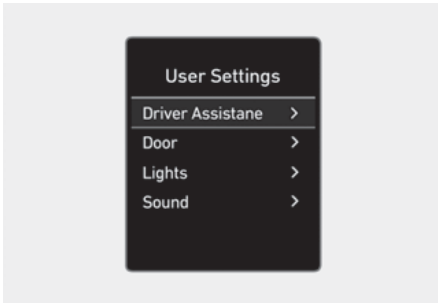 User Settings
Driver Assistane >
Door >
Lights >
Sound >